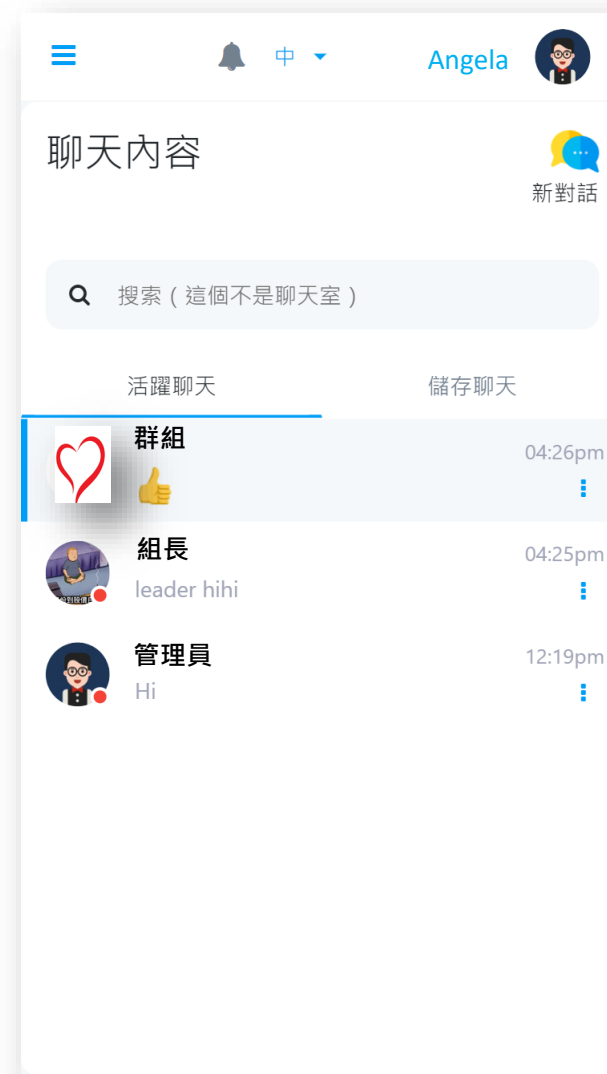 中
Angela
聊天內容
新對話
搜索（這個不是聊天室）
活躍聊天
儲存聊天
群組
04:26pm
👍
組長
04:25pm
leader hihi
管理員
12:19pm
Hi